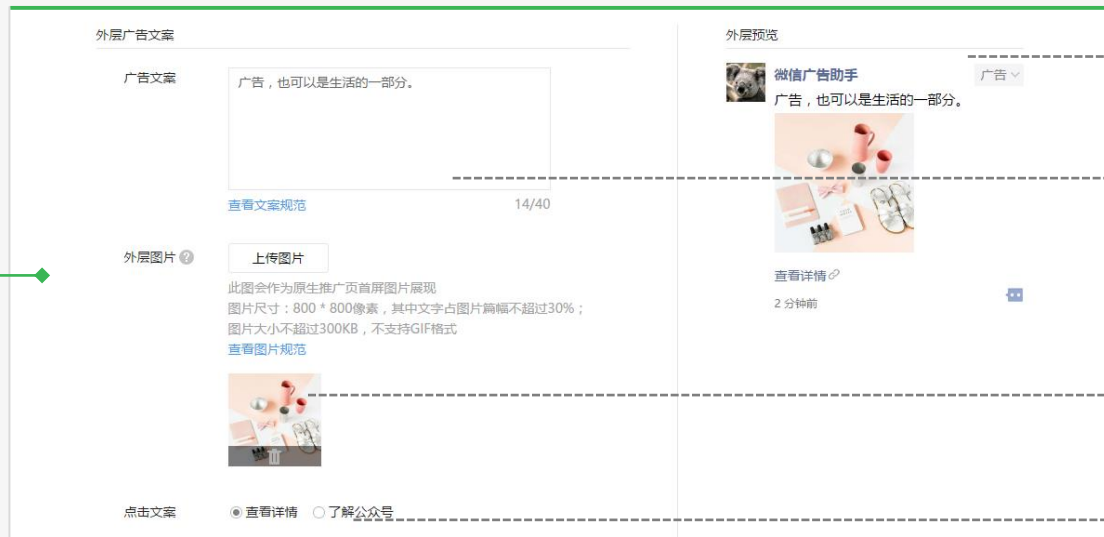 外层广告文案
广告文案
广告，也可以是生活的一部分。
查看文案规范
14/40
外层图片
上传图片
此图会作为原生推广页首屏图片展现
图片尺寸：800 * 800像素，其中文字占图片篇幅不超过30%；
图片大小不超过300KB，不支持GIF格式
查看图片规范
点击文案
查看详情
了解公众号
外层预览
微信广告助手
广告
广告，也可以是生活的一部分。
查看详情
2 分钟前